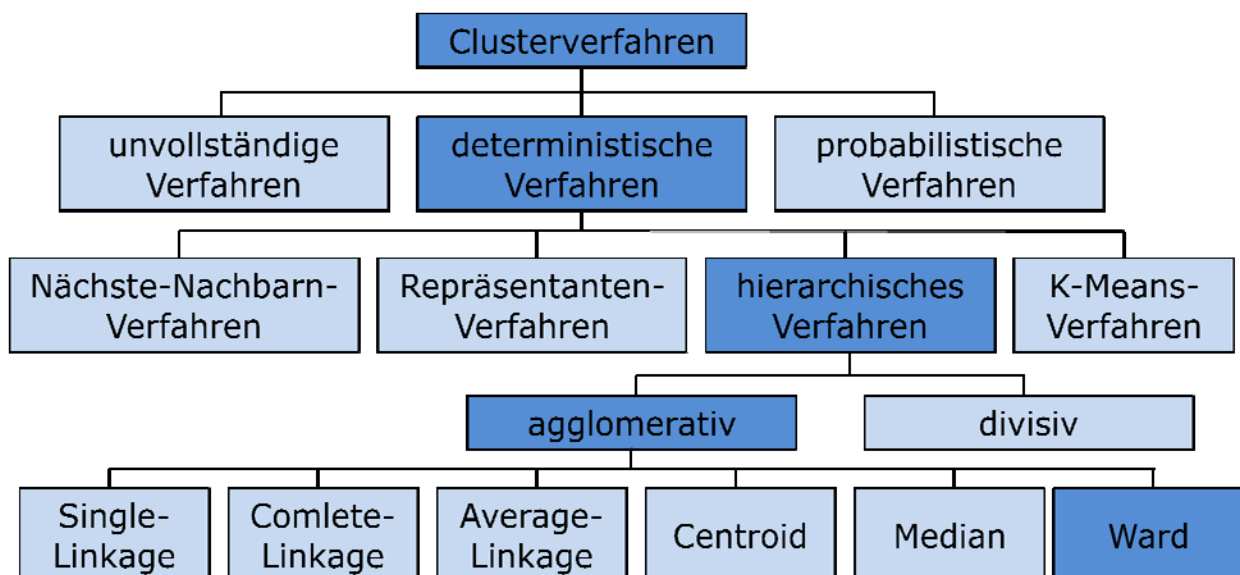 Clusterverfahren
unvollständige
Verfahren
deterministische
Verfahren
probabilistische
Verfahren
Nächste-Nachbarn-
Verfahren
Repräsentanten-
Verfahren
hierarchisches
Verfahren
K-Means-
Verfahren
agglomerativ
divisiv
Single-
Linkage
Comlete-
Linkage
Average-
Linkage
Centroid
Median
Ward